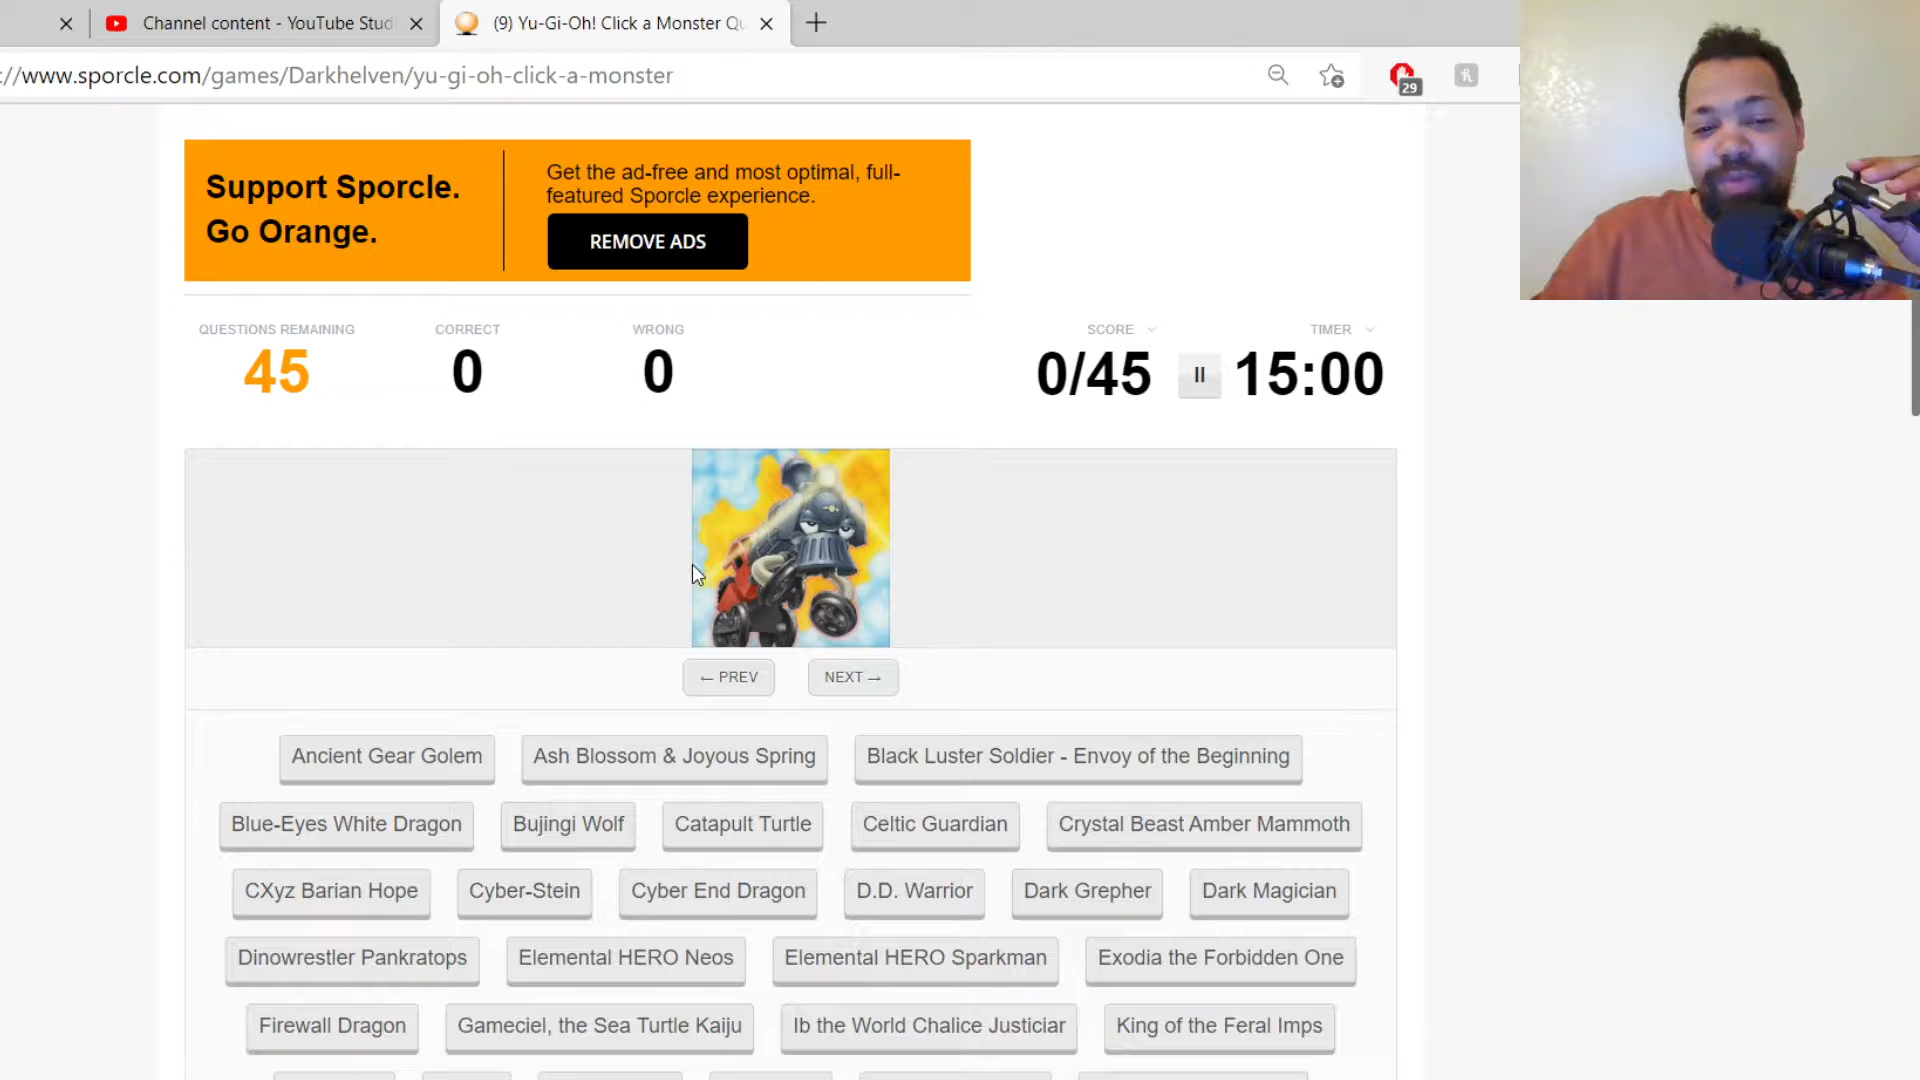 Channel content - YouTube Stud
(9) Yu-Gi-Oh! Click a Monster Qu
://www.sporcle.com/games/Darkhelven/yu-gi-oh-click-a-monster
29
Support Sporcle.
Go Orange.
Get the ad-free and most optimal, full-
featured Sporcle experience.
REMOVE ADS
QUESTIONS REMAINING
45
CORRECT
0
WRONG
0
SCORE
0/45
TIMER
15:00
← PREV
NEXT →
Ancient Gear Golem
Ash Blossom & Joyous Spring
Black Luster Soldier - Envoy of the Beginning
Blue-Eyes White Dragon
Bujingi Wolf
Catapult Turtle
Celtic Guardian
Crystal Beast Amber Mammoth
CXyz Barian Hope
Cyber-Stein
Cyber End Dragon
D.D. Warrior
Dark Grepher
Dark Magician
Dinowrestler Pankratops
Elemental HERO Neos
Elemental HERO Sparkman
Exodia the Forbidden One
Firewall Dragon
Gameciel, the Sea Turtle Kaiju
Ib the World Chalice Justiciar
King of the Feral Imps